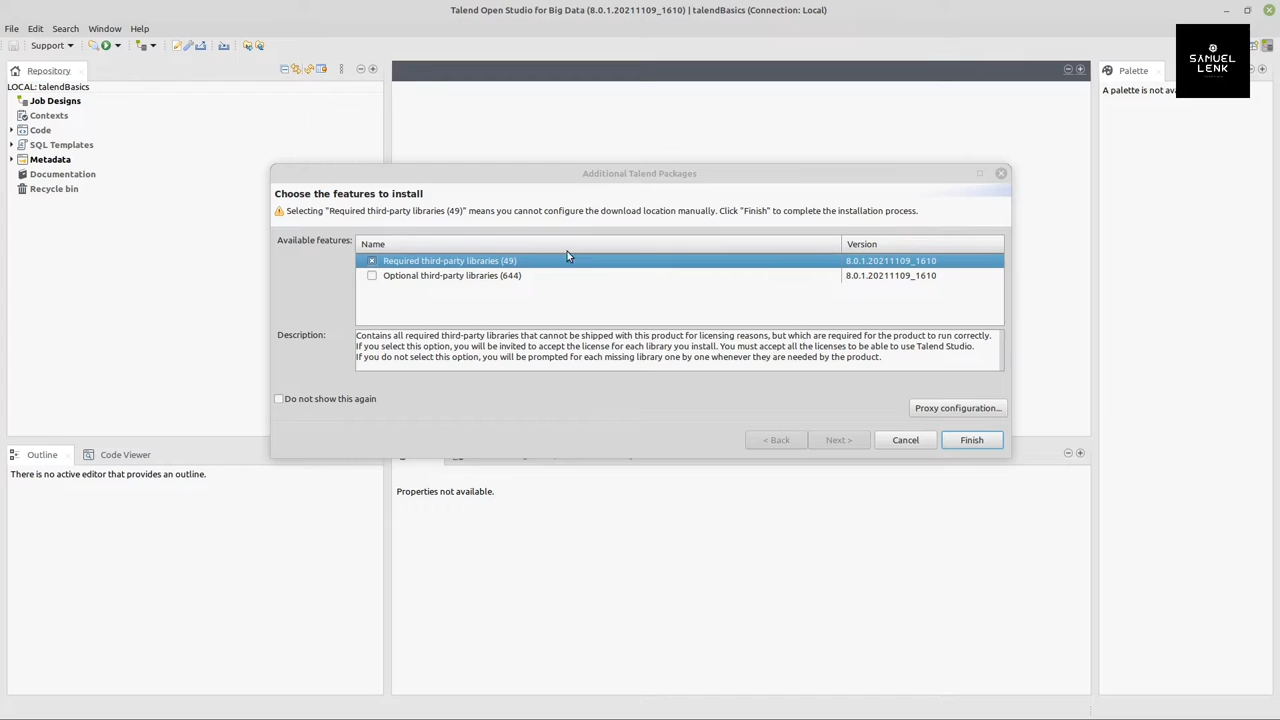 Talend Open Studio for Big Data (8.0.1.20211109_1610) | talendBasics (Connection: Local)
File Edit Search Window Help
Support
SAMUEL
LENK
Repository
Palette
LOCAL: talendBasics
A palette is not ava
Job Designs
Contexts
Code
SQL Templates
Metadata
Documentation
Recycle bin
Additional Talend Packages
Choose the features to install
Selecting "Required third-party libraries (49)" means you cannot configure the download location manually. Click "Finish" to complete the installation process.
Available features:
Name Version
Required third-party libraries (49) 8.0.1.20211109_1610
Optional third-party libraries (644) 8.0.1.20211109_1610
Description:
Contains all required third-party libraries that cannot be shipped with this product for licensing reasons, but which are required for the product to run correctly.
If you select this option, you will be invited to accept the license for each library you install. You must accept all the licenses to be able to use Talend Studio.
If you do not select this option, you will be prompted for each missing library one by one whenever they are needed by the product.
Do not show this again
Proxy configuration...
< Back Next > Cancel Finish
Outline Code Viewer
There is no active editor that provides an outline.
Properties not available.